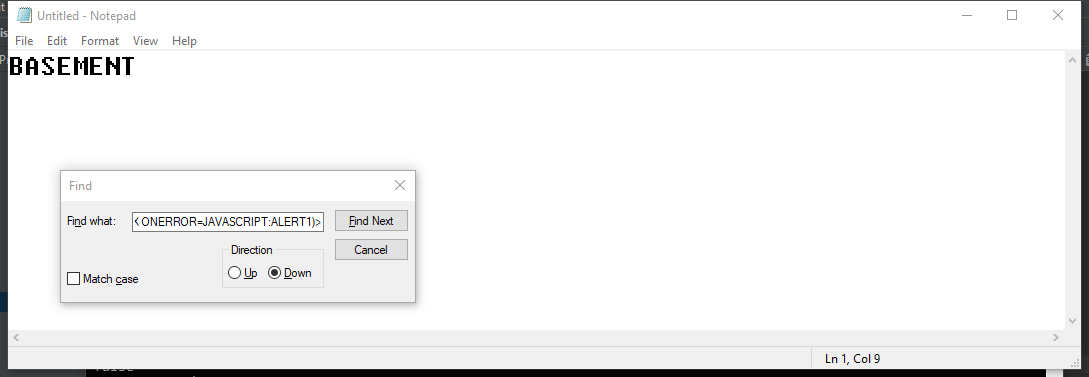 Untitled - Notepad
File Edit Format View Help
BASEMENT
Find
Find what: < ONERROR=JAVASCRIPT:ALERT1)> Find Next
Cancel
Direction
Up Down
Match case
Ln 1, Col 9